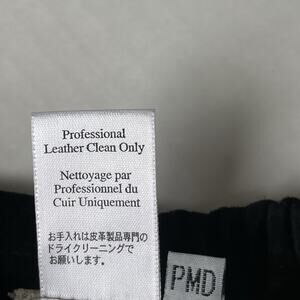 Professional
Leather Clean Only
Nettoyage par
Professionnel du
Cuir Uniquement
お手入れは皮革製品専門の
ドライクリーニングで
お願いします。
PMD